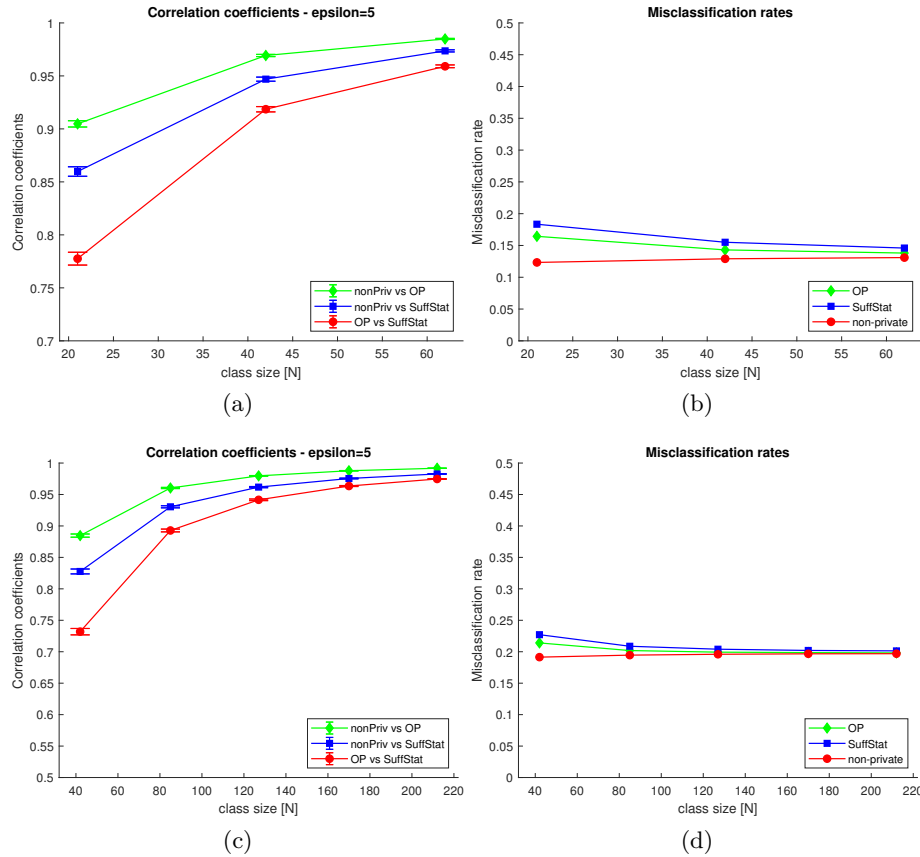 Correlation coefficients - epsilon=5
1
0.95
0.9
0.85
0.8
0.75
0.7
Correlation coefficients
nonPriv vs OP
nonPriv vs SuffStat
OP vs SuffStat
20 25 30 35 40 45 50 55 60
class size [N]
(a)
Misclassification rates
0.5
0.45
0.4
0.35
0.3
0.25
0.2
0.15
0.1
0.05
0
Misclassification rate
OP
SuffStat
non-private
20 25 30 35 40 45 50 55 60
class size [N]
(b)
Correlation coefficients - epsilon=5
1
0.95
0.9
0.85
0.8
0.75
0.7
0.65
0.6
0.55
0.5
Correlation coefficients
nonPriv vs OP
nonPriv vs SuffStat
OP vs SuffStat
40 60 80 100 120 140 160 180 200 220
class size [N]
(c)
Misclassification rates
0.5
0.45
0.4
0.35
0.3
0.25
0.2
0.15
0.1
0.05
0
Misclassification rate
OP
SuffStat
non-private
40 60 80 100 120 140 160 180 200 220
class size [N]
(d)